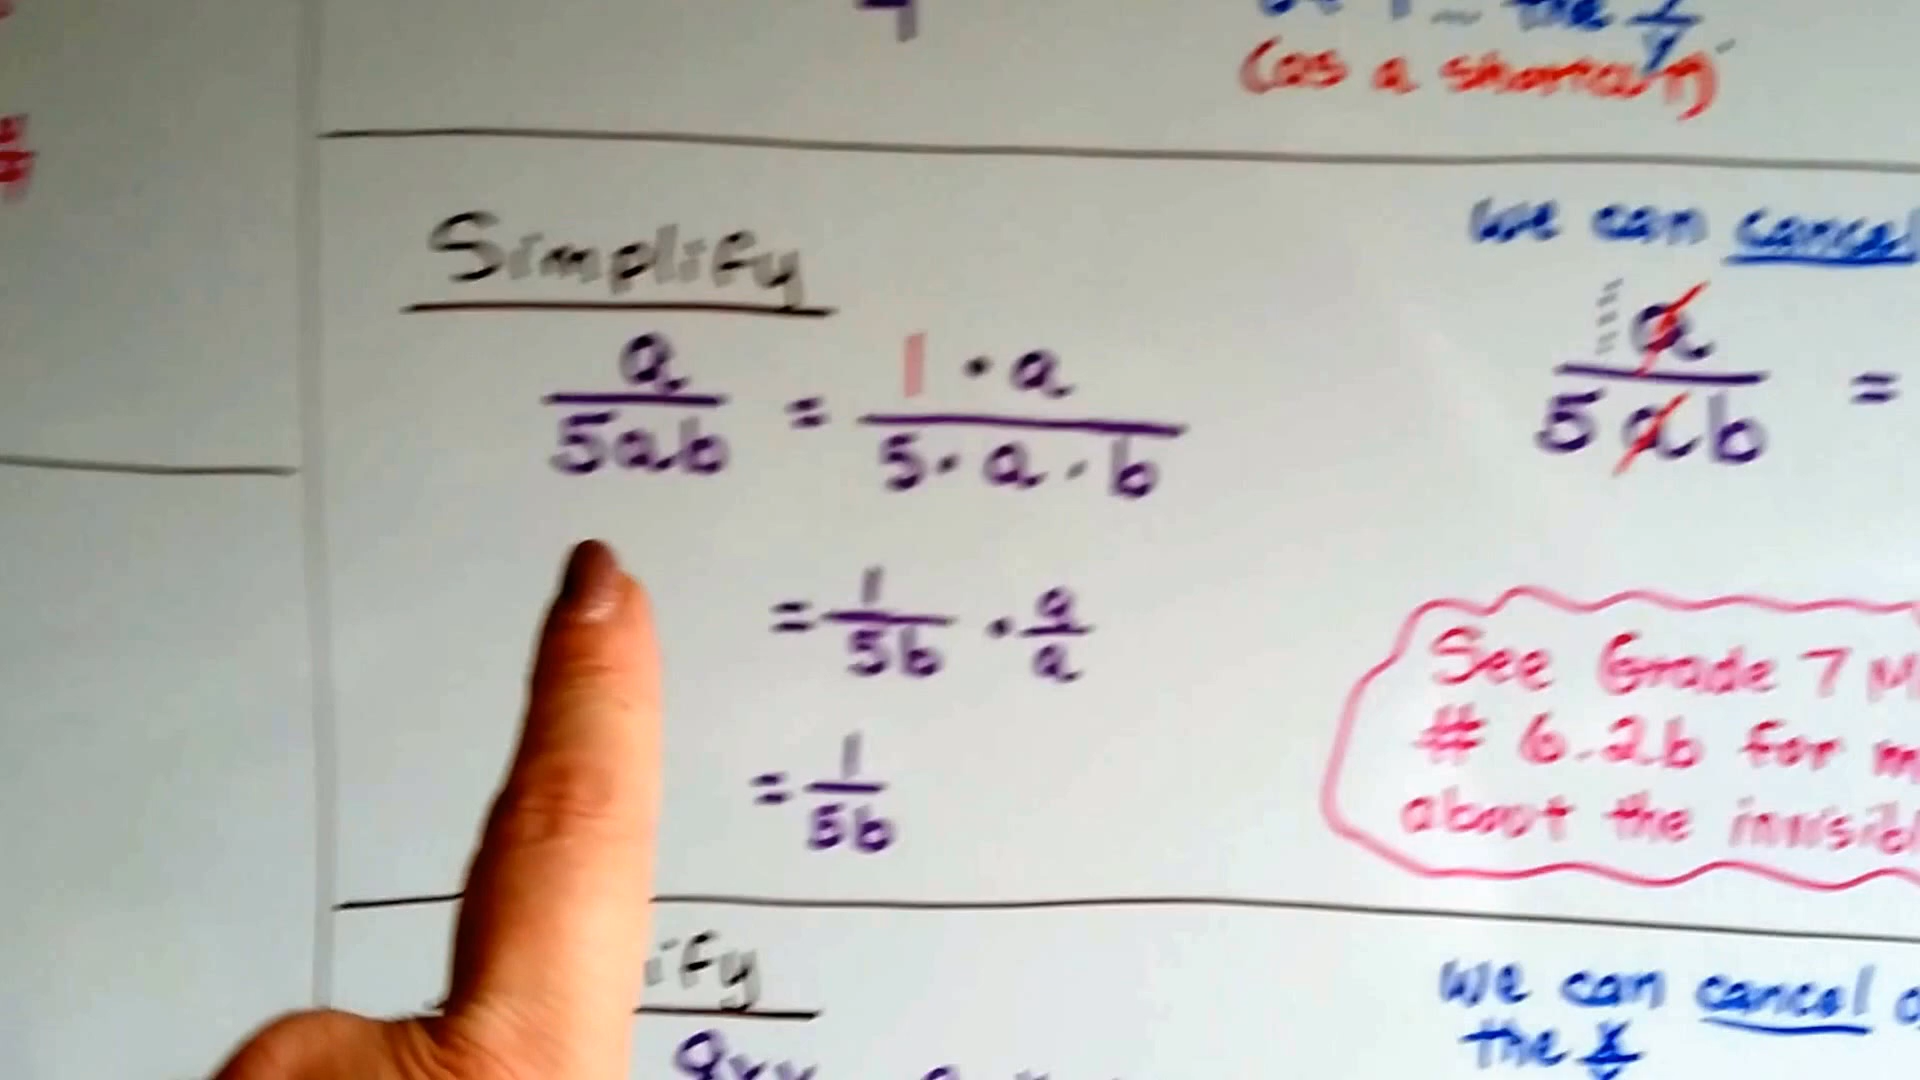 the
(as a shortcut)
Simplify
a/5ab = 1 · a/5 · a · b
= 1/5b · a/a
= 1/5b
we can cancel
a/5ab =
See Grade 7
# 6.2b for
about the
ify
we can cancel
the x/